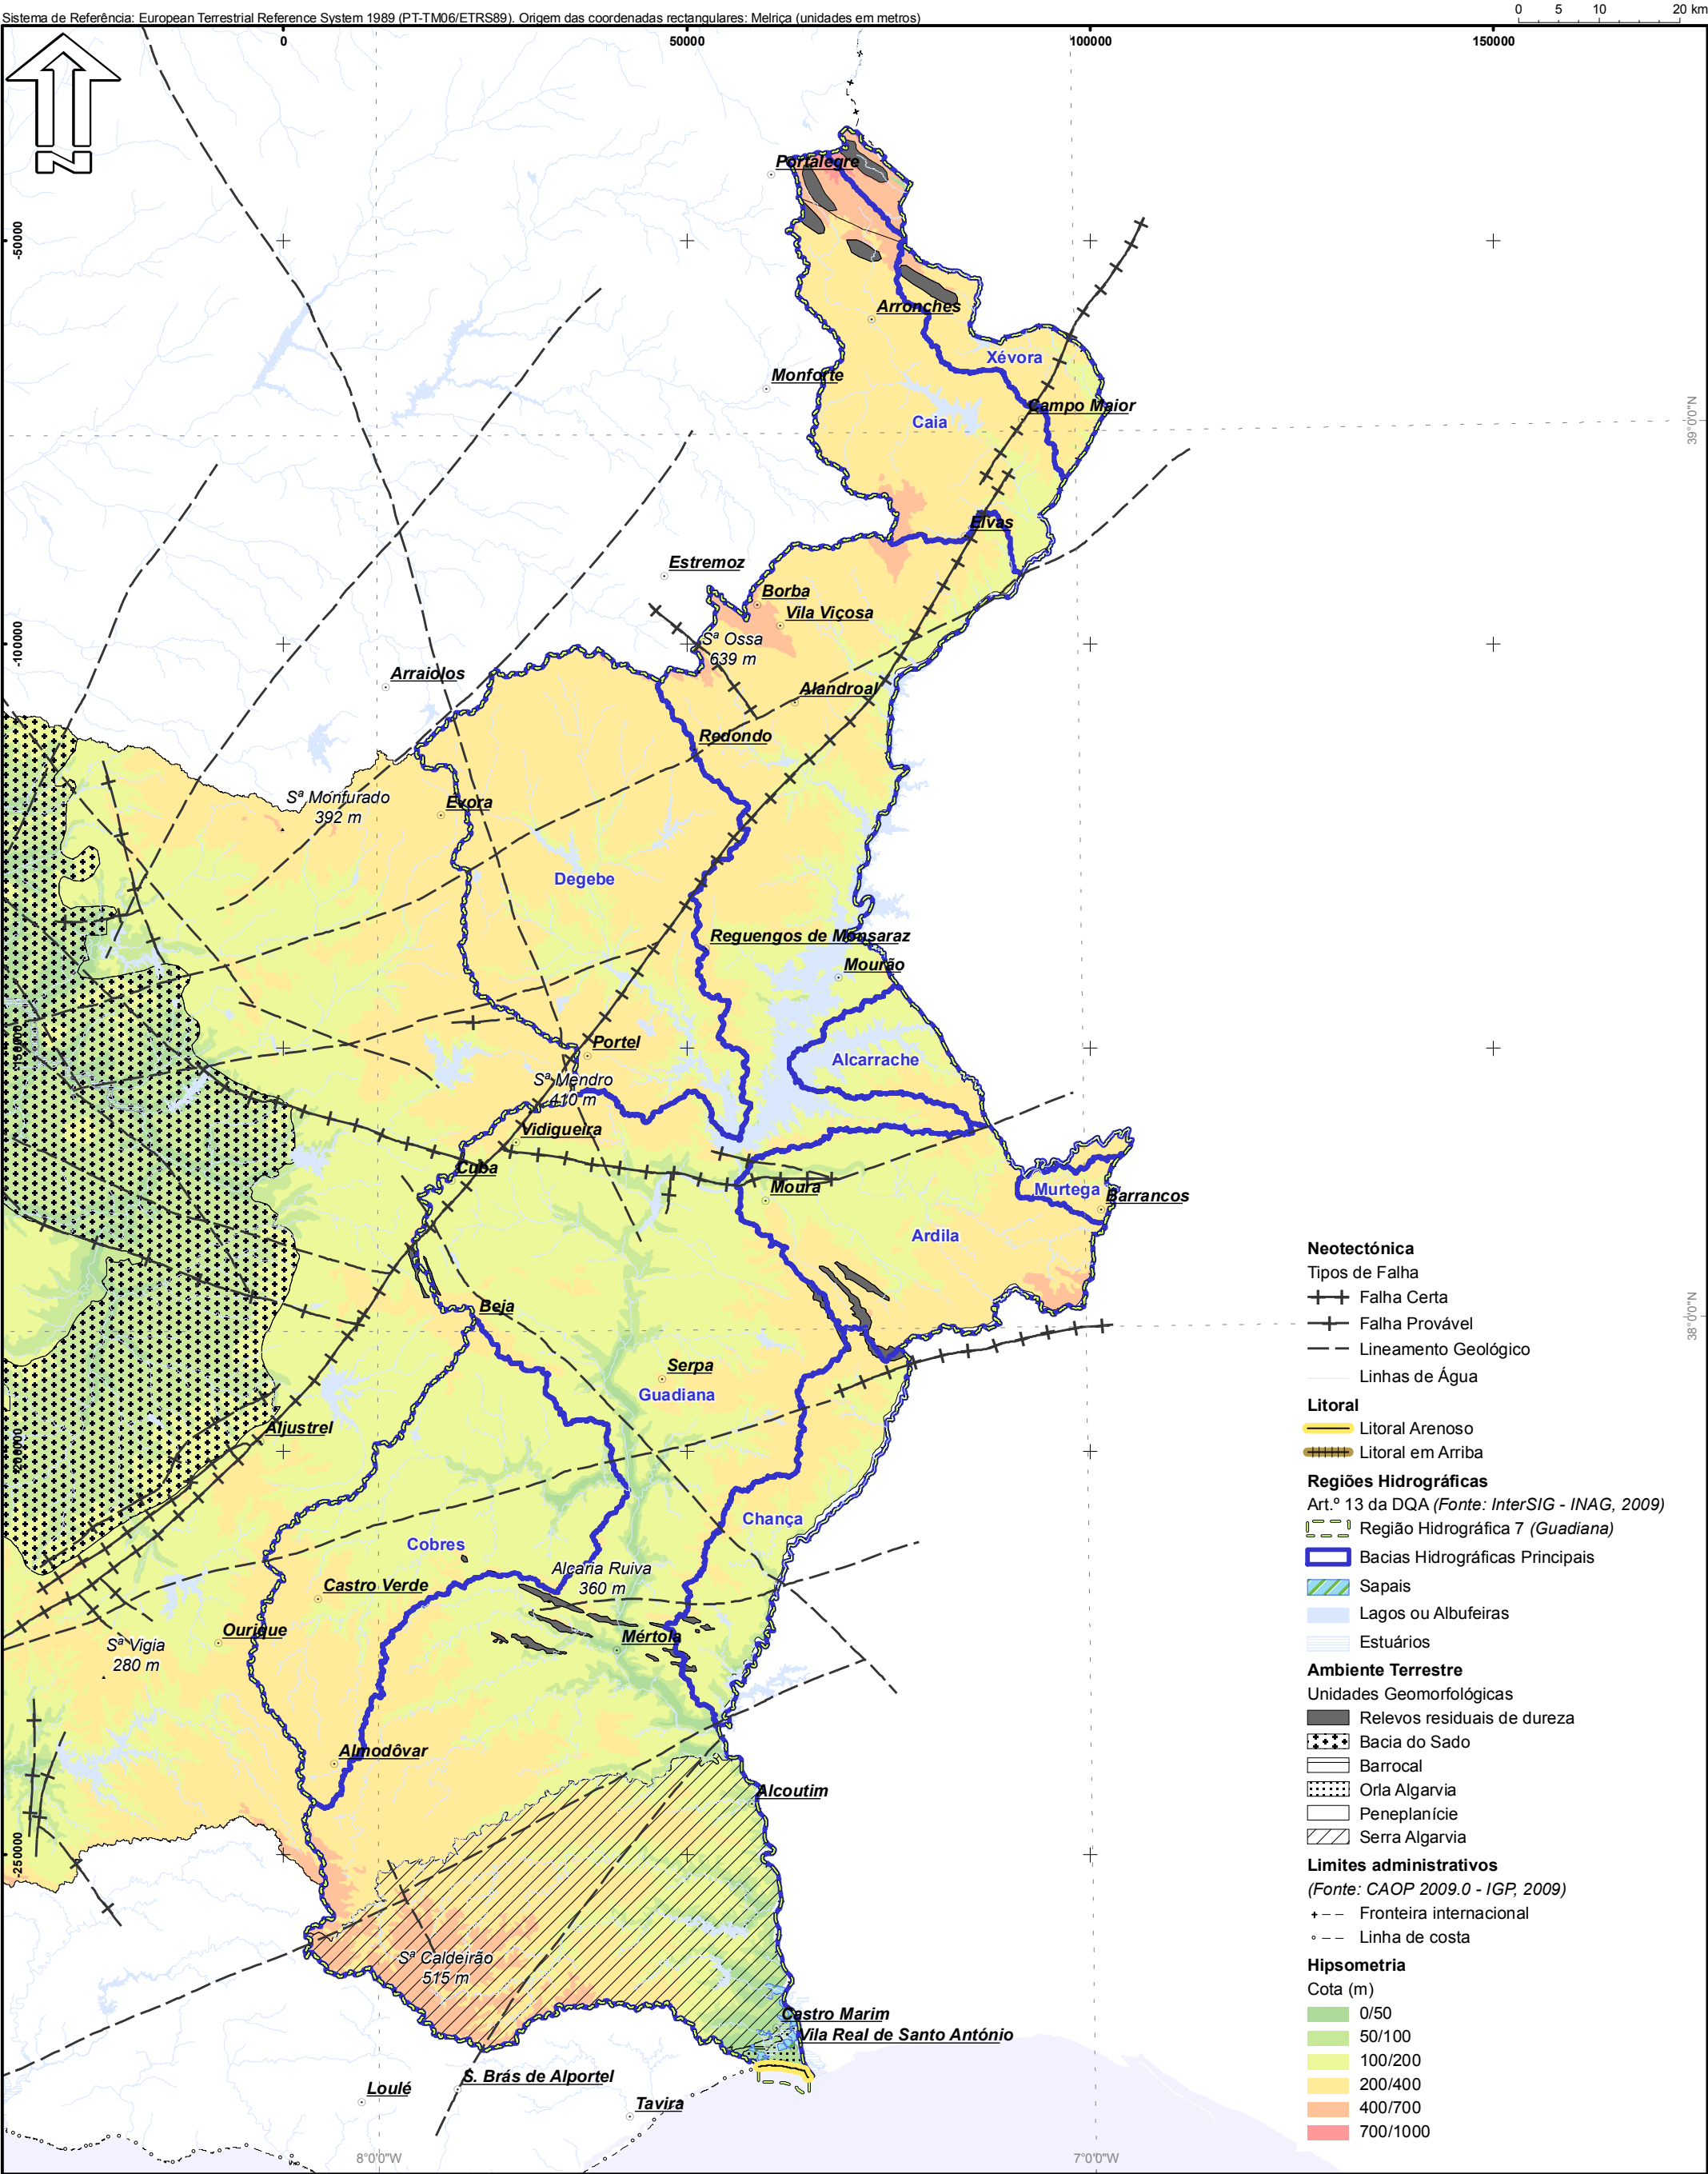 Sistema de Referência: European Terrestrial Reference System 1989 (PT-TM06/ETRS89). Origem das coordenadas rectangulares: Melriça (unidades em metros)
0 5 10 20 km
0 50000 100000 150000
N
Portalegre
-50000
Arronches
Xévora
Monforte
Campo Maior
Caia
39°0'0"N
Elvas
Estremoz
Borba
Vila Viçosa
Sª Ossa
639 m
-100000
Arraiolos
Alandroal
Redondo
Sª Monfurado
392 m
Evora
Degebe
Reguengos de Monsaraz
Mourão
-150000
Portel
Alcarrache
Sª Mendro
410 m
Vidigueira
Cuba
Moura
Murtega
Barrancos
Ardila
Beja
38°0'0"N
Serpa
Guadiana
Aljustrel
-200000
Chança
Cobres
Alcaria Ruiva
360 m
Castro Verde
Ourique
Mértola
Sª Vigia
280 m
Almodôvar
Alcoutim
-250000
Sª Caldeirão
515 m
Castro Marim
Vila Real de Santo António
S. Brás de Alportel
Loulé
Tavira
8°0'0"W
7°0'0"W
Neotectónica
Tipos de Falha
Falha Certa
Falha Provável
Lineamento Geológico
Linhas de Água
Litoral
Litoral Arenoso
Litoral em Arriba
Regiões Hidrográficas
Art.º 13 da DQA (Fonte: InterSIG - INAG, 2009)
Região Hidrográfica 7 (Guadiana)
Bacias Hidrográficas Principais
Sapais
Lagos ou Albufeiras
Estuários
Ambiente Terrestre
Unidades Geomorfológicas
Relevos residuais de dureza
Bacia do Sado
Barrocal
Orla Algarvia
Peneplanície
Serra Algarvia
Limites administrativos
(Fonte: CAOP 2009.0 - IGP, 2009)
Fronteira internacional
Linha de costa
Hipsometria
Cota (m)
0/50
50/100
100/200
200/400
400/700
700/1000